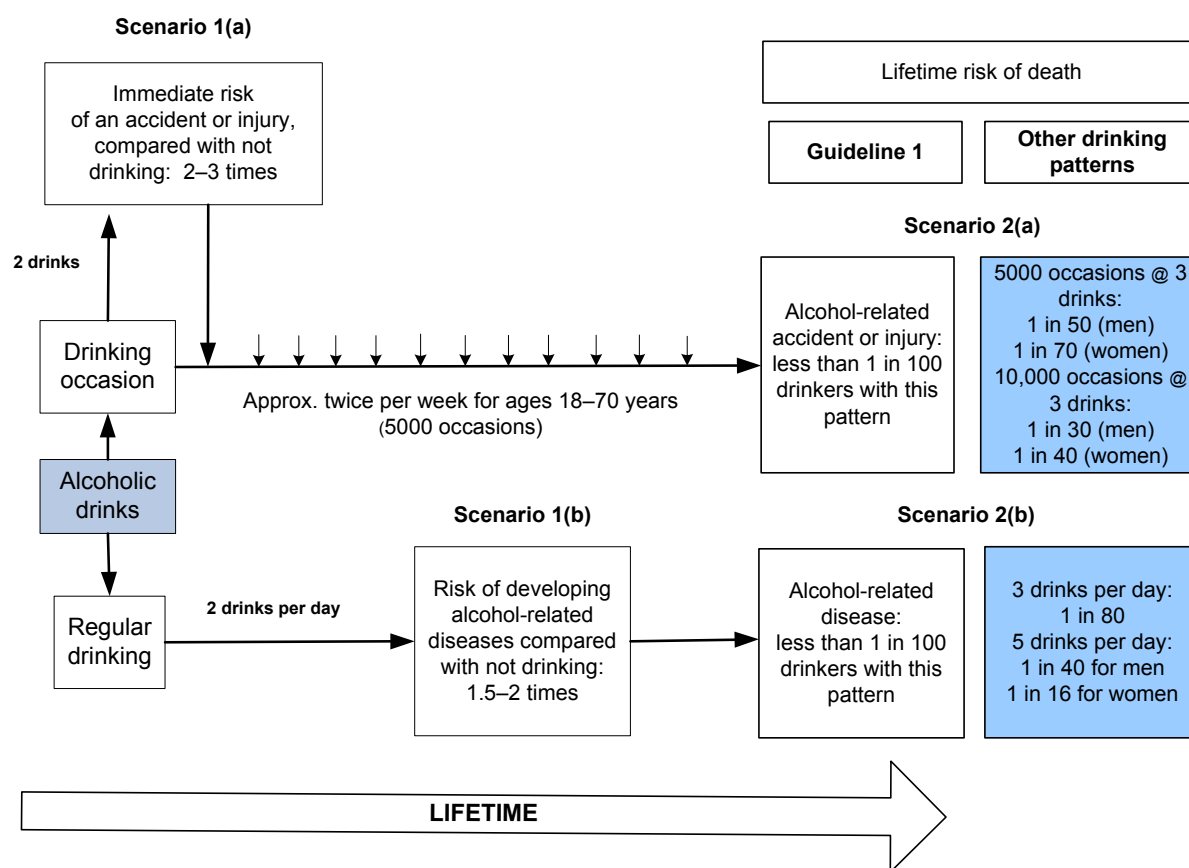 Scenario 1(a)
Immediate risk
of an accident or injury,
compared with not
drinking:  2–3 times
Lifetime risk of death
Guideline 1
Other drinking
patterns
2 drinks
Scenario 2(a)
Drinking
occasion
Approx. twice per week for ages 18–70 years
(5000 occasions)
Alcohol-related
accident or injury:
less than 1 in 100
drinkers with this
pattern
5000 occasions @ 3
drinks:
1 in 50 (men)
1 in 70 (women)
10,000 occasions @
3 drinks:
1 in 30 (men)
1 in 40 (women)
Alcoholic
drinks
Scenario 1(b)
Scenario 2(b)
Regular
drinking
2 drinks per day
Risk of developing
alcohol-related
diseases compared
with not drinking:
1.5–2 times
Alcohol-related
disease:
less than 1 in 100
drinkers with this
pattern
3 drinks per day:
1 in 80
5 drinks per day:
1 in 40 for men
1 in 16 for women
LIFETIME